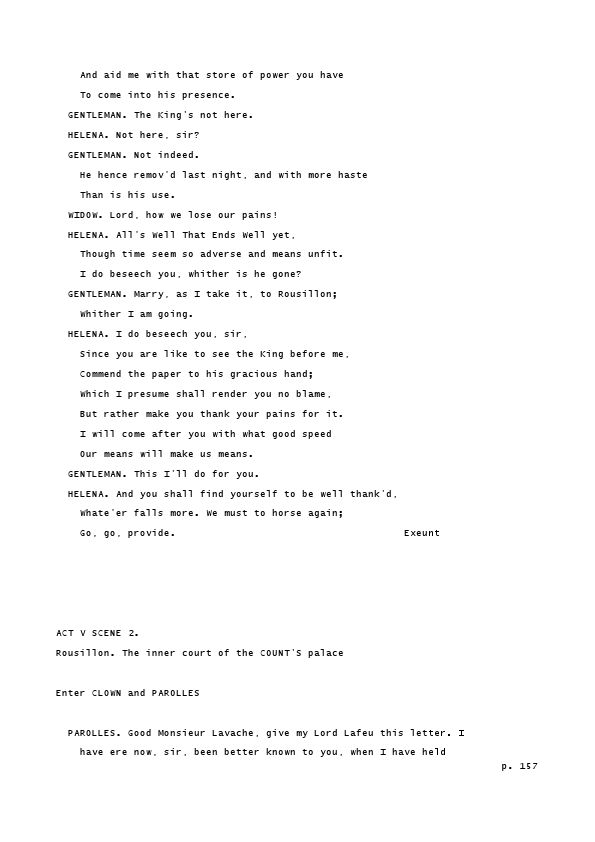 And aid me with that store of power you have
To come into his presence.
GENTLEMAN. The King's not here.
HELENA. Not here, sir?
GENTLEMAN. Not indeed.
He hence remov'd last night, and with more haste
Than is his use.
WIDOW. Lord, how we lose our pains!
HELENA. All's Well That Ends Well yet,
Though time seem so adverse and means unfit.
I do beseech you, whither is he gone?
GENTLEMAN. Marry, as I take it, to Rousillon;
Whither I am going.
HELENA. I do beseech you, sir,
Since you are like to see the King before me,
Commend the paper to his gracious hand;
Which I presume shall render you no blame,
But rather make you thank your pains for it.
I will come after you with what good speed
Our means will make us means.
GENTLEMAN. This I'll do for you.
HELENA. And you shall find yourself to be well thank'd,
Whate'er falls more. We must to horse again;
Go, go, provide. Exeunt
ACT V SCENE 2.
Rousillon. The inner court of the COUNT'S palace
Enter CLOWN and PAROLLES
PAROLLES. Good Monsieur Lavache, give my Lord Lafeu this letter. I
have ere now, sir, been better known to you, when I have held
p. 157